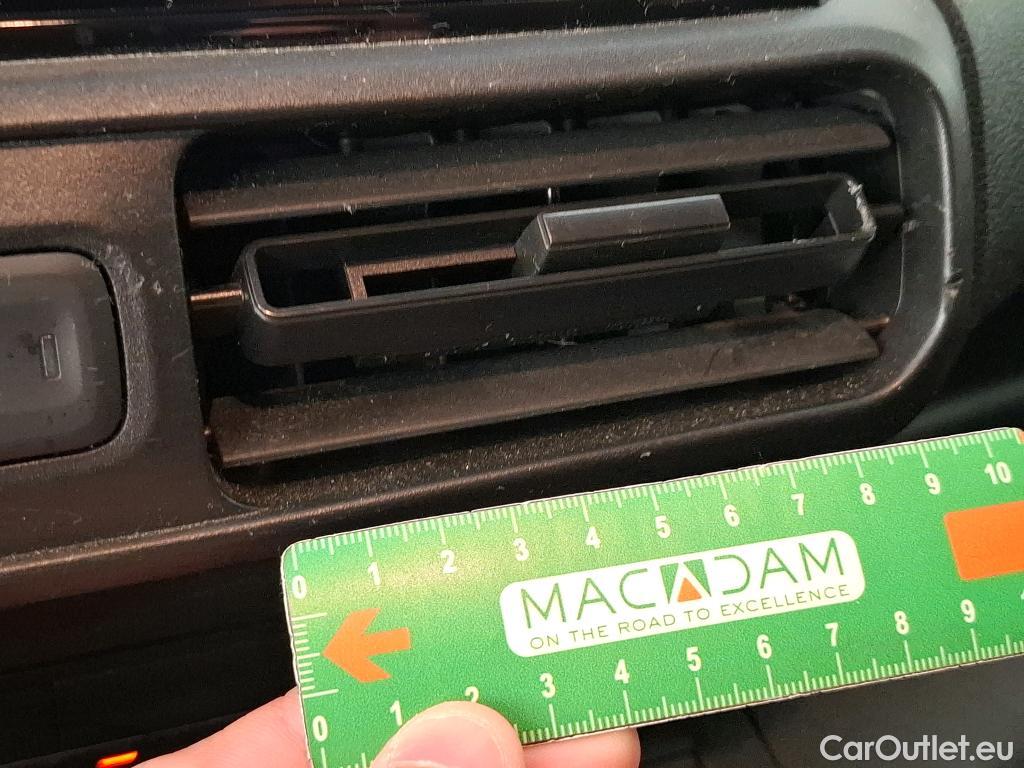 0 1 2 3 4 5 6 7 8 9 10
MACADAM
ON THE ROAD TO EXCELLENCE
0 1 2 3 4 5 6 7 8 9
CarOutlet.eu